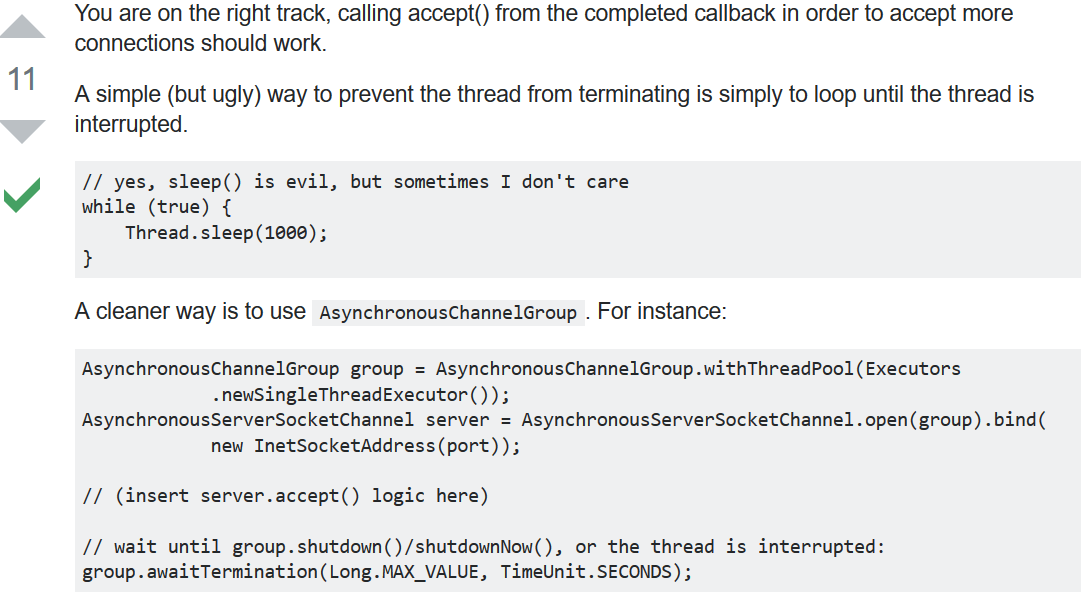 You are on the right track, calling accept() from the completed callback in order to accept more
connections should work.
11
A simple (but ugly) way to prevent the thread from terminating is simply to loop until the thread is
interrupted.
// yes, sleep() is evil, but sometimes I don't care
while (true) {
    Thread.sleep(1000);
}
A cleaner way is to use AsynchronousChannelGroup. For instance:
AsynchronousChannelGroup group = AsynchronousChannelGroup.withThreadPool(Executors
            .newSingleThreadExecutor());
AsynchronousServerSocketChannel server = AsynchronousServerSocketChannel.open(group).bind(
            new InetSocketAddress(port));
// (insert server.accept() logic here)
// wait until group.shutdown()/shutdownNow(), or the thread is interrupted:
group.awaitTermination(Long.MAX_VALUE, TimeUnit.SECONDS);